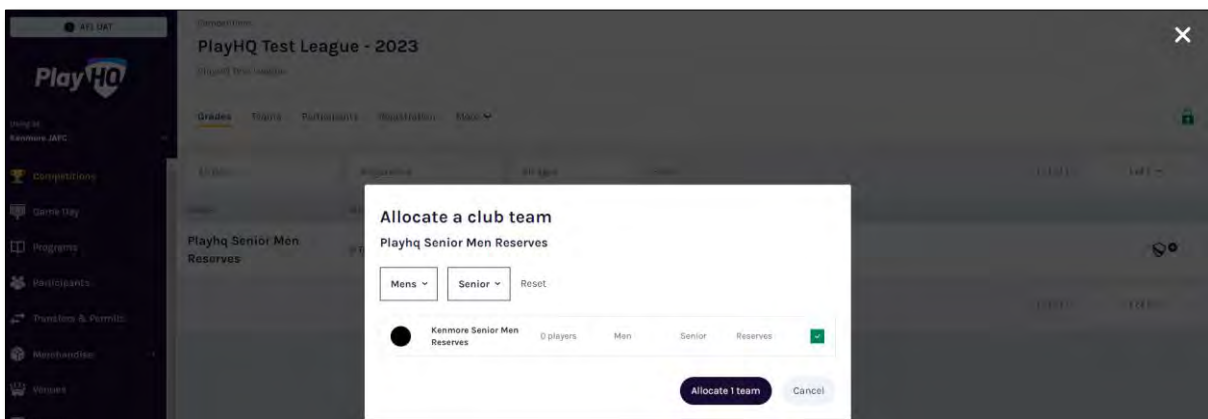 AFL UAT
PlayHQ
Kenmore JAFC
Competitions
Game Day
Programs
Participants
Transfers & Permits
Merchandise
Venues
PlayHQ Test League - 2023
Grades Teams Participants Registration More
Playhq Senior Men
Reserves
Allocate a club team
Playhq Senior Men Reserves
Mens Senior Reset
Kenmore Senior Men
Reserves
0 players Men Senior Reserves
Allocate 1 team Cancel